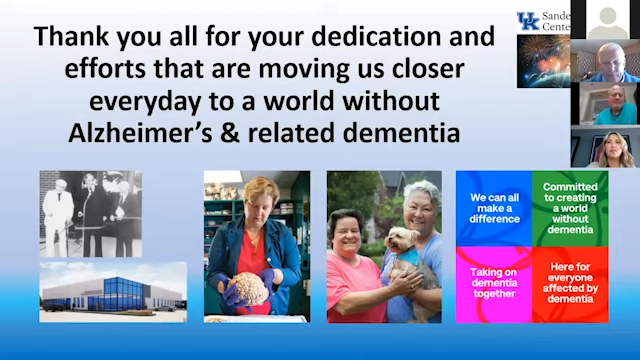 Thank you all for your dedication and
efforts that are moving us closer
everyday to a world without
Alzheimer's & related dementia
UK
We can all
make a
difference
Committed
to creating
a world
without
dementia
Taking on
dementia
together
Here for
everyone
affected by
dementia